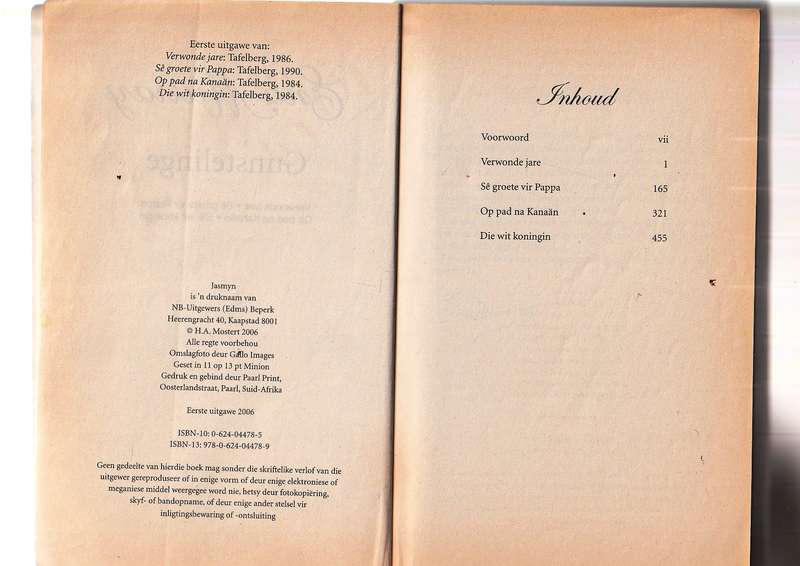 Eerste uitgawe van:
Verwonde jare: Tafelberg, 1986.
Sê groete vir Pappa: Tafelberg, 1990.
Op pad na Kanaän: Tafelberg, 1984.
Die wit koningin: Tafelberg, 1984.
Gunstelinge
Jasmyn
is 'n druknaam van
NB-Uitgewers (Edms) Beperk
Heerengracht 40, Kaapstad 8001
© H.A. Mostert 2006
Alle regte voorbehou
Omslagfoto deur Gallo Images
Geset in 11 op 13 pt Minion
Gedruk en gebind deur Paarl Print,
Oosterlandstraat, Paarl, Suid-Afrika
Eerste uitgawe 2006
ISBN-10: 0-624-04478-5
ISBN-13: 978-0-624-04478-9
Geen gedeelte van hierdie boek mag sonder die skriftelike verlof van die
uitgewer gereproduseer of in enige vorm of deur enige elektroniese of
meganiese middel weergegee word nie, hetsy deur fotokopiëring,
skyf- of bandopname, of deur enige ander stelsel vir
inligtingsbewaring of -ontsluiting
Inhoud
Voorwoord vii
Verwonde jare 1
Sê groete vir Pappa 165
Op pad na Kanaän 321
Die wit koningin 455